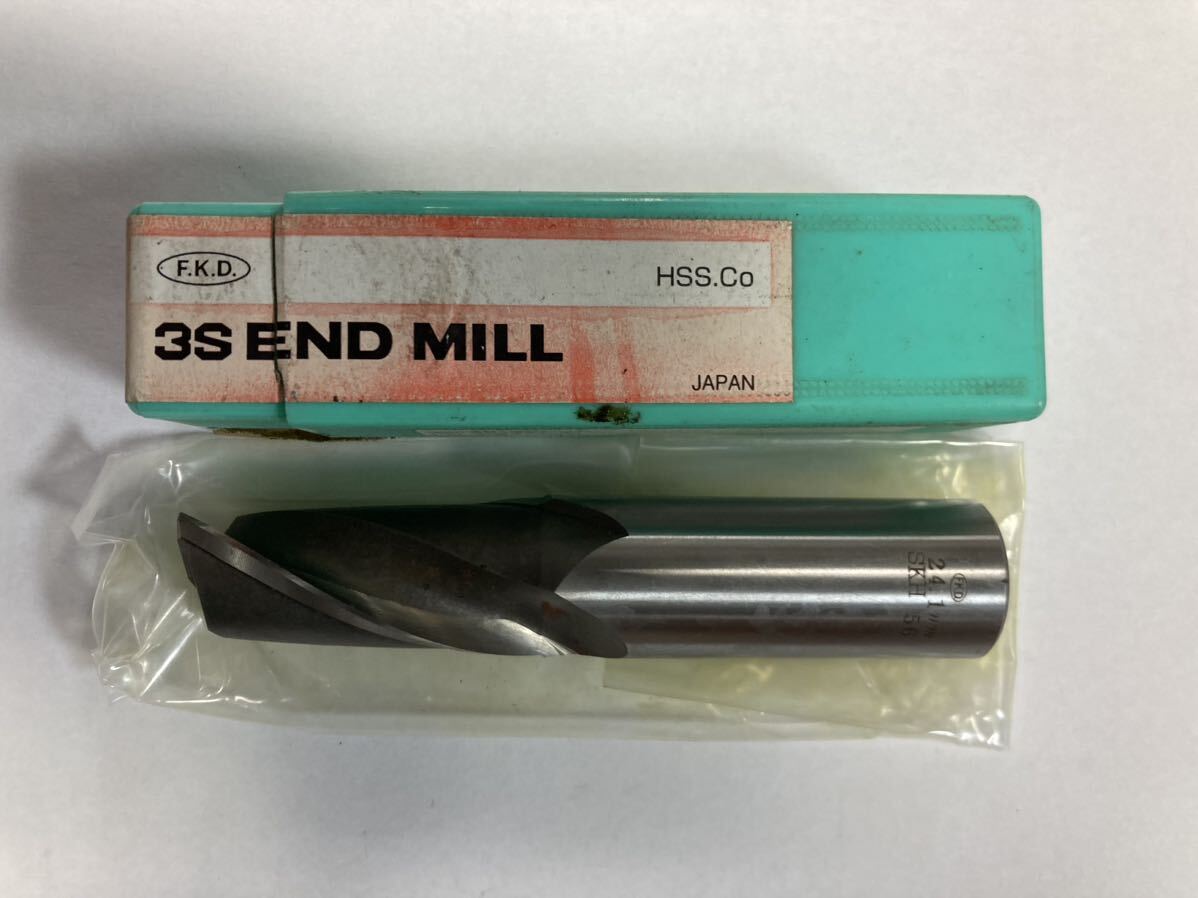 F.K.D.
HSS.Co
3S END MILL
JAPAN
F.K.D
24.1 m/m
SKH 56